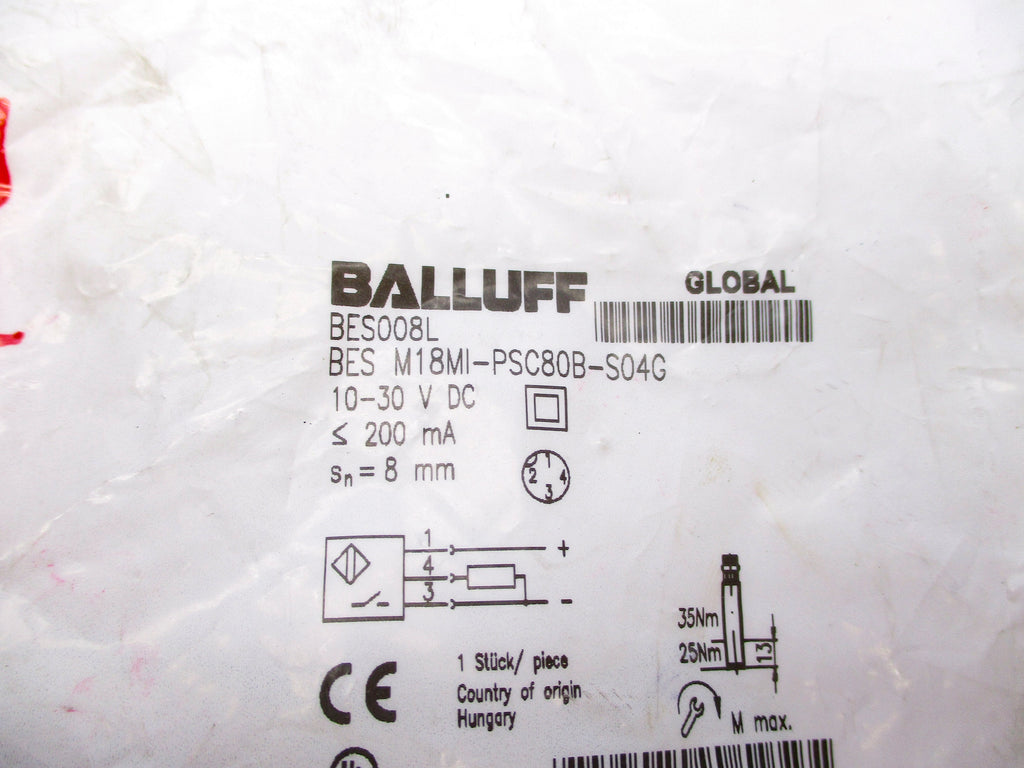 BALLUFF
GLOBAL
BES008L
BES M18MI-PSC80B-S04G
10-30 V DC
≤ 200 mA
sn = 8 mm
1
2 4
3
1 +
4
3 -
35Nm
25Nm
13
M max.
CE
1 Stück/ piece
Country of origin
Hungary